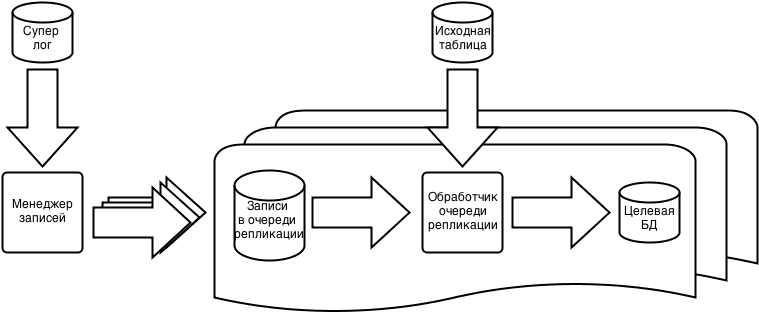 Супер
лог
Исходная
таблица
Менеджер
записей
Записи
в очереди
репликации
Обработчик
очереди
репликации
Целевая
БД